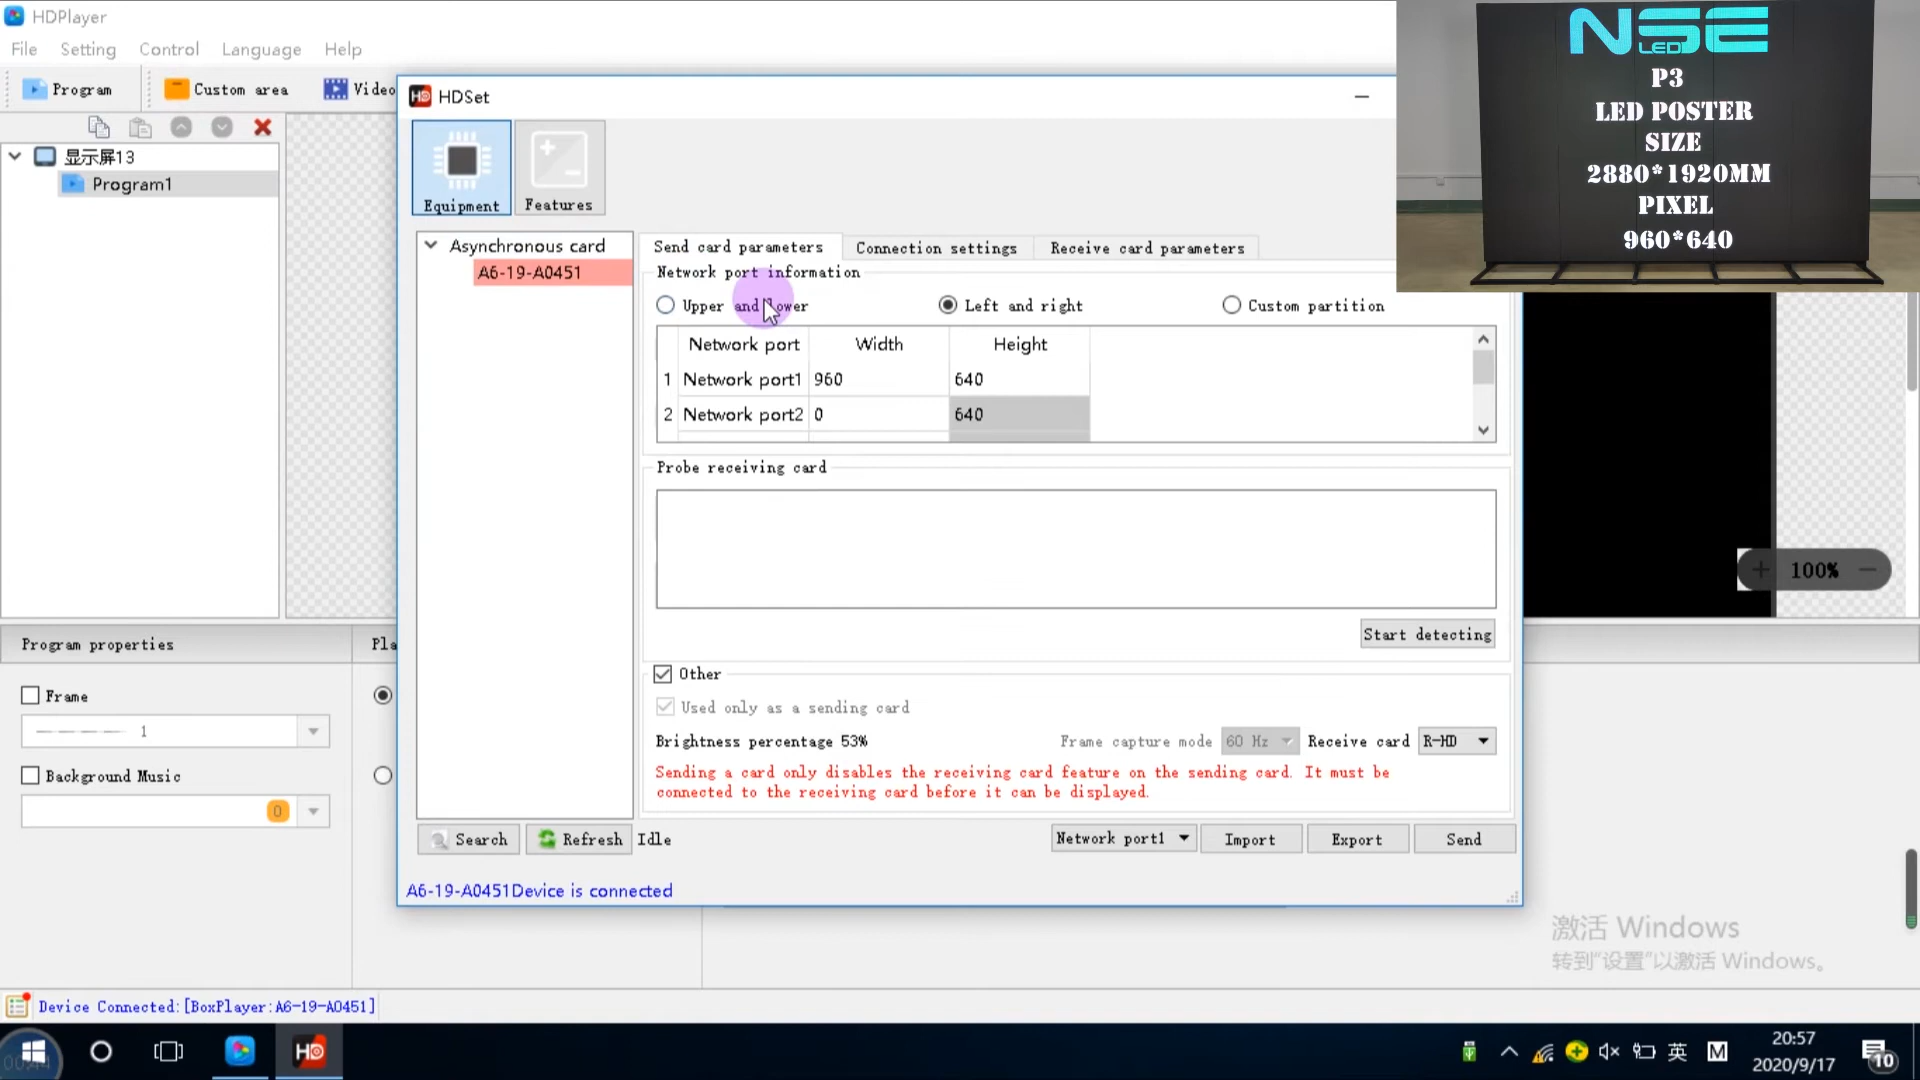 HDPlayer
File Setting Control Language Help
Program Custom area Video
显示屏13
Program1
HD HDSet
Equipment Features
Asynchronous card
A6-19-A0451
Send card parameters Connection settings Receive card parameters
Network port information
Upper and lower Left and right Custom partition
Network port Width Height
1 Network port1 960 640
2 Network port2 0 640
Probe receiving card
Start detecting
Other
Used only as a sending card
Brightness percentage 53% Frame capture mode 60 Hz Receive card R-HD
Sending a card only disables the receiving card feature on the sending card. It must be
connected to the receiving card before it can be displayed.
Search Refresh Idle Network port1 Import Export Send
A6-19-A0451Device is connected
NSE
LED
P3
LED POSTER
SIZE
2880*1920MM
PIXEL
960*640
+ 100% −
Program properties Pla
Frame
1
Background Music
0
激活 Windows
转到“设置”以激活 Windows。
Device Connected:[BoxPlayer:A6-19-A0451]
HD 英 M 20:57
2020/9/17 10